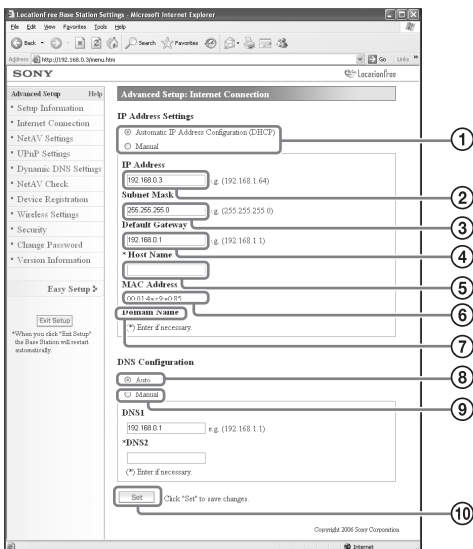 LocationFree Base Station Settings - Microsoft Internet Explorer
File Edit View Favorites Tools Help
Back Search Favorites
Address http://192.168.0.3/menu.htm Go Links
SONY LocationFree
Advanced Setup Help
• Setup Information
• Internet Connection
• NetAV Settings
• UPnP Settings
• Dynamic DNS Settings
• NetAV Check
• Device Registration
• Wireless Settings
• Security
• Change Password
• Version Information
Easy Setup
Exit Setup
*When you click "Exit Setup"
the Base Station will restart
automatically.
Advanced Setup: Internet Connection
IP Address Settings
Automatic IP Address Configuration (DHCP)
Manual
1
IP Address
192.168.0.3 e.g. (192.168.1.64)
2
Subnet Mask
255.255.255.0 e.g. (255.255.255.0)
3
Default Gateway
192.168.0.1 e.g. (192.168.1.1)
4
* Host Name
5
MAC Address
6
Domain Name
7
(*) Enter if necessary.
DNS Configuration
Auto
8
Manual
9
DNS1
192.168.0.1 e.g. (192.168.1.1)
*DNS2
(*) Enter if necessary.
Set Click "Set" to save changes.
10
Copyright 2006 Sony Corporation
Internet